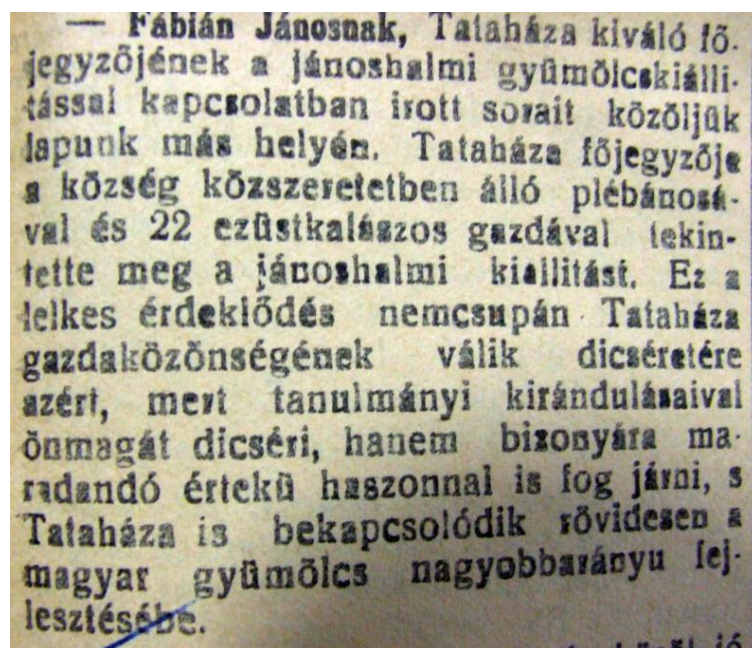 — Fábián Jánosnak, Tataháza kiváló fő-
jegyzőjének a jánoshalmi gyümölcskiálli-
tással kapcsolatban irott sorait közöljük
lapunk más helyén. Tataháza főjegyzője
a község közszeretetben álló plébánosá-
val és 22 ezüstkalászos gazdával tekin-
tette meg a jánoshalmi kiállitást. Ez a
lelkes érdeklődés nemcsupán Tataháza
gazdaközönségének válik dicséretére
azért, mert tanulmányi kirándulásaival
önmagát dicséri, hanem bizonyára ma-
radandó értekü haszonnal is fog járni, s
Tataháza is bekapcsolódik rövidesen a
magyar gyümölcs nagyobbarányu fej-
lesztésébe.